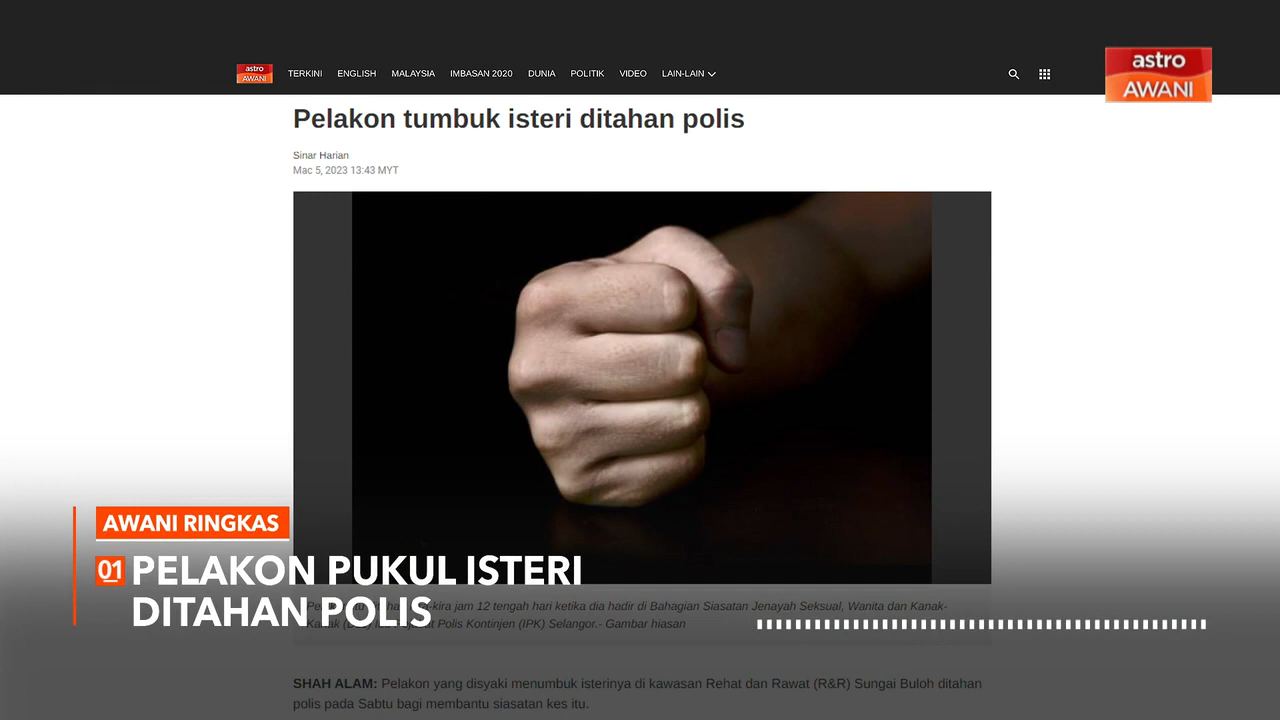 astro
AWANI
TERKINI ENGLISH MALAYSIA IMBASAN 2020 DUNIA POLITIK VIDEO LAIN-LAIN
astro
AWANI
Pelakon tumbuk isteri ditahan polis
Sinar Harian
Mac 5, 2023 13:43 MYT
AWANI RINGKAS
01 PELAKON PUKUL ISTERI
DITAHAN POLIS
jam 12 tengah hari ketika dia hadir di Bahagian Siasatan Jenayah Seksual, Wanita dan Kanak-
Polis Kontinjen (IPK) Selangor.- Gambar hiasan
SHAH ALAM: Pelakon yang disyaki menumbuk isterinya di kawasan Rehat dan Rawat (R&R) Sungai Buloh ditahan
polis pada Sabtu bagi membantu siasatan kes itu.